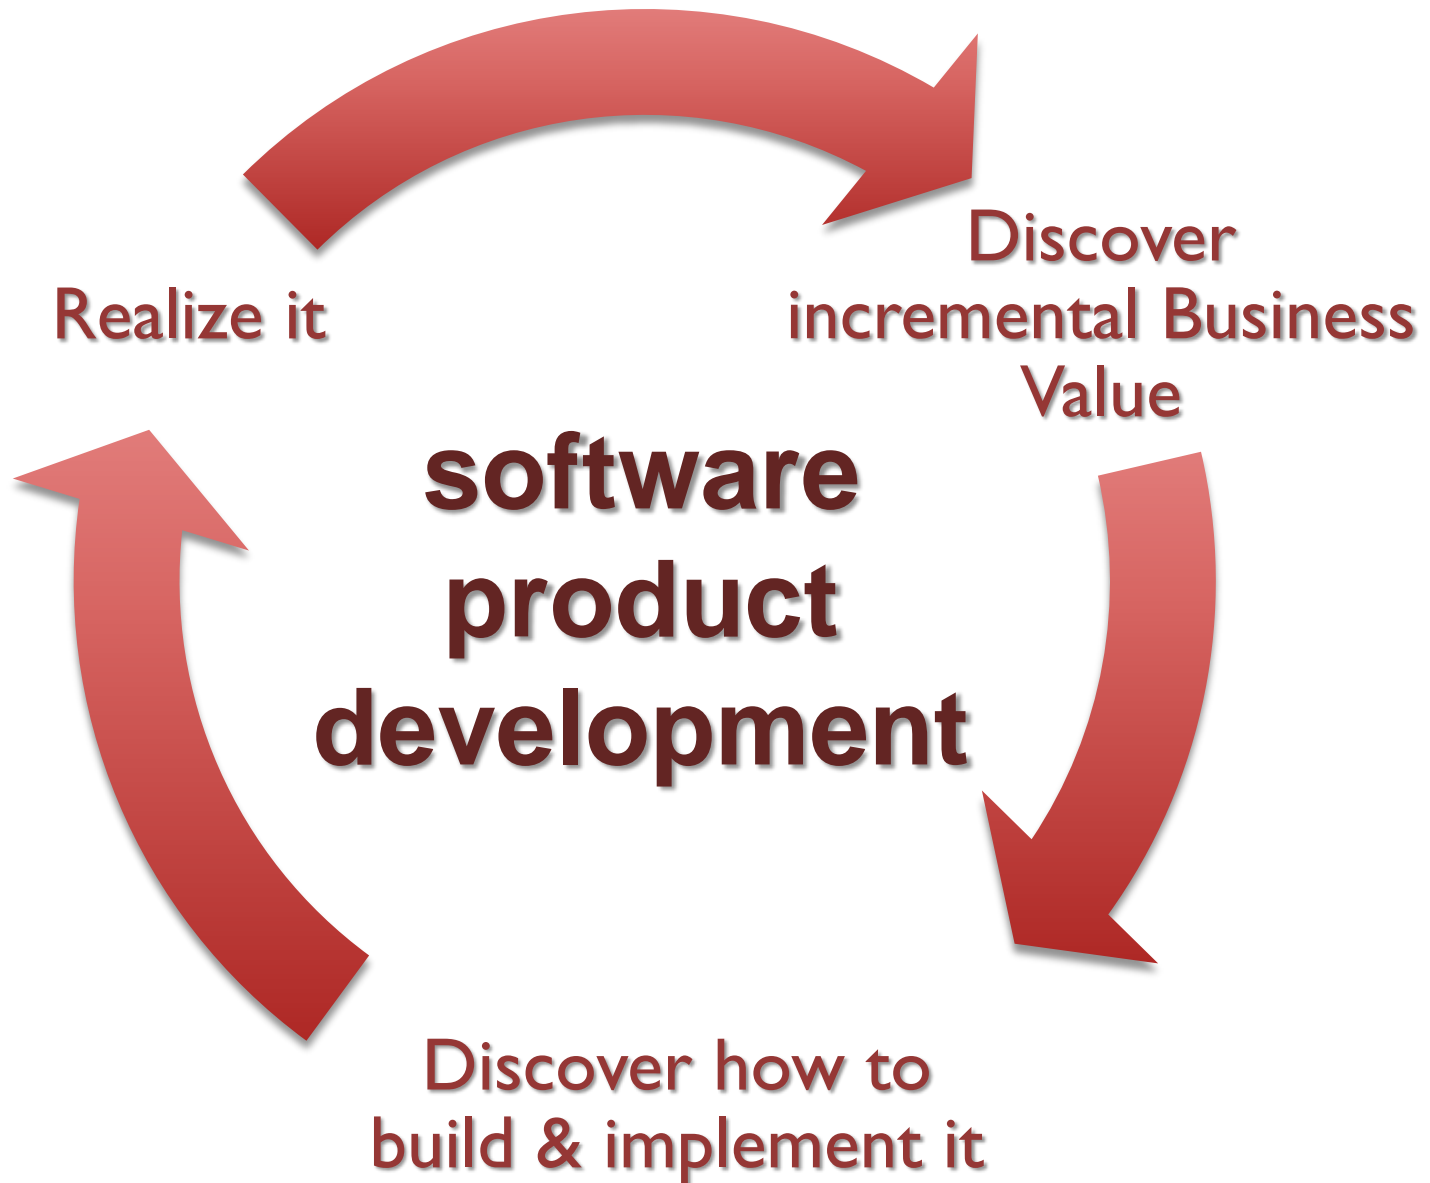 Discover
incremental Business
Value
Realize it
software
product
development
Discover how to
build & implement it